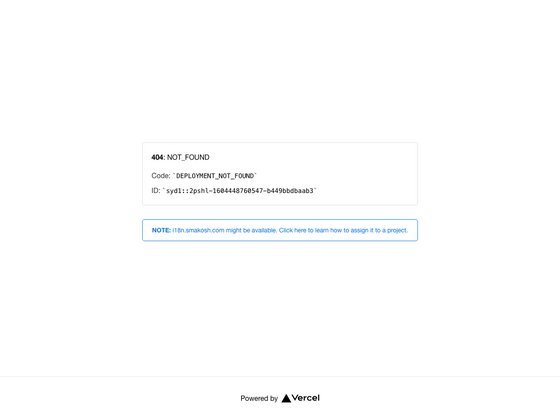 404: NOT_FOUND
Code: `DEPLOYMENT_NOT_FOUND`
ID: `syd1::2pshl-1604448760547-b449bbdbaab3`
NOTE: i18n.smakosh.com might be available. Click here to learn how to assign it to a project.
Powered by Vercel